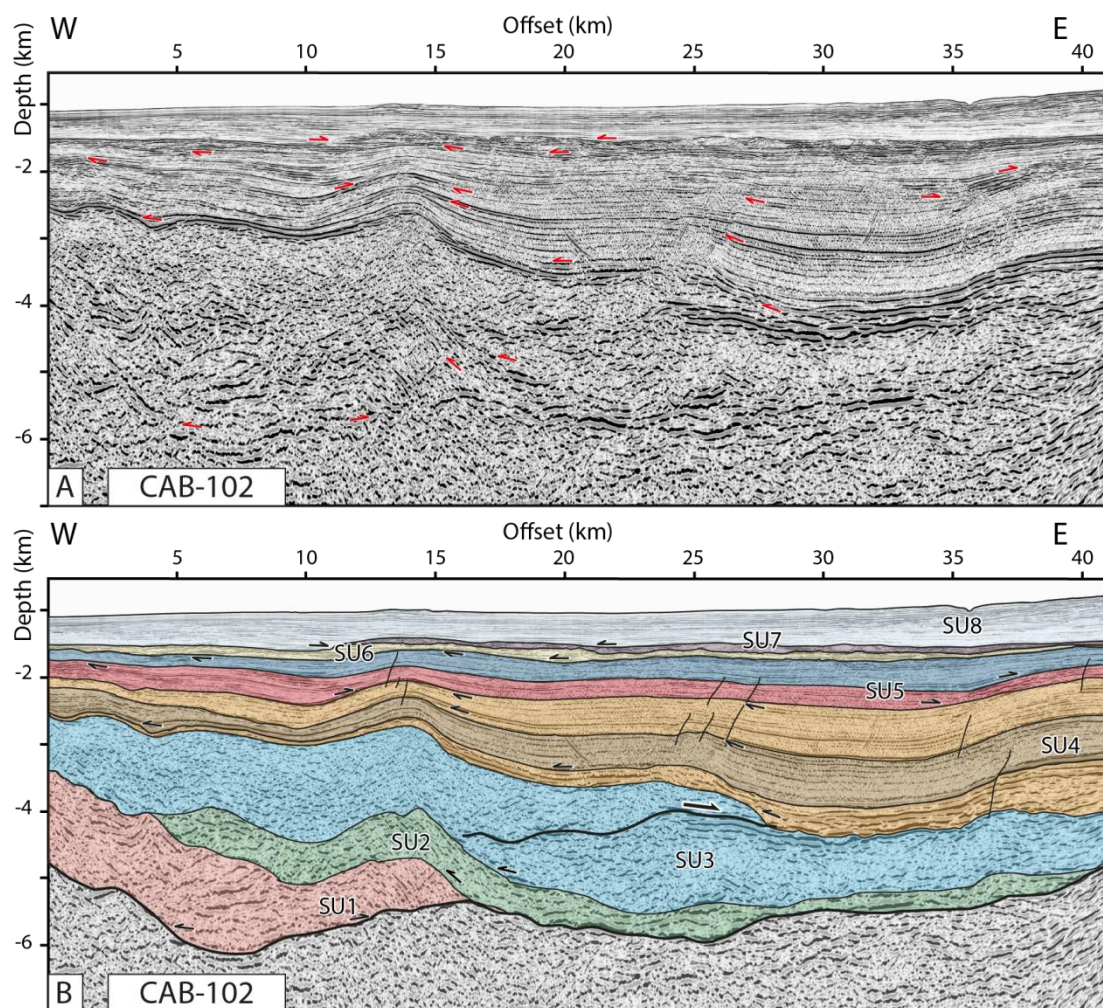 W Offset (km) E
5 10 15 20 25 30 35 40
Depth (km)
-2
-4
-6
A CAB-102
W Offset (km) E
5 10 15 20 25 30 35 40
Depth (km)
SU8
SU7
SU6
-2
SU5
SU4
-4
SU2
SU3
SU1
-6
B CAB-102